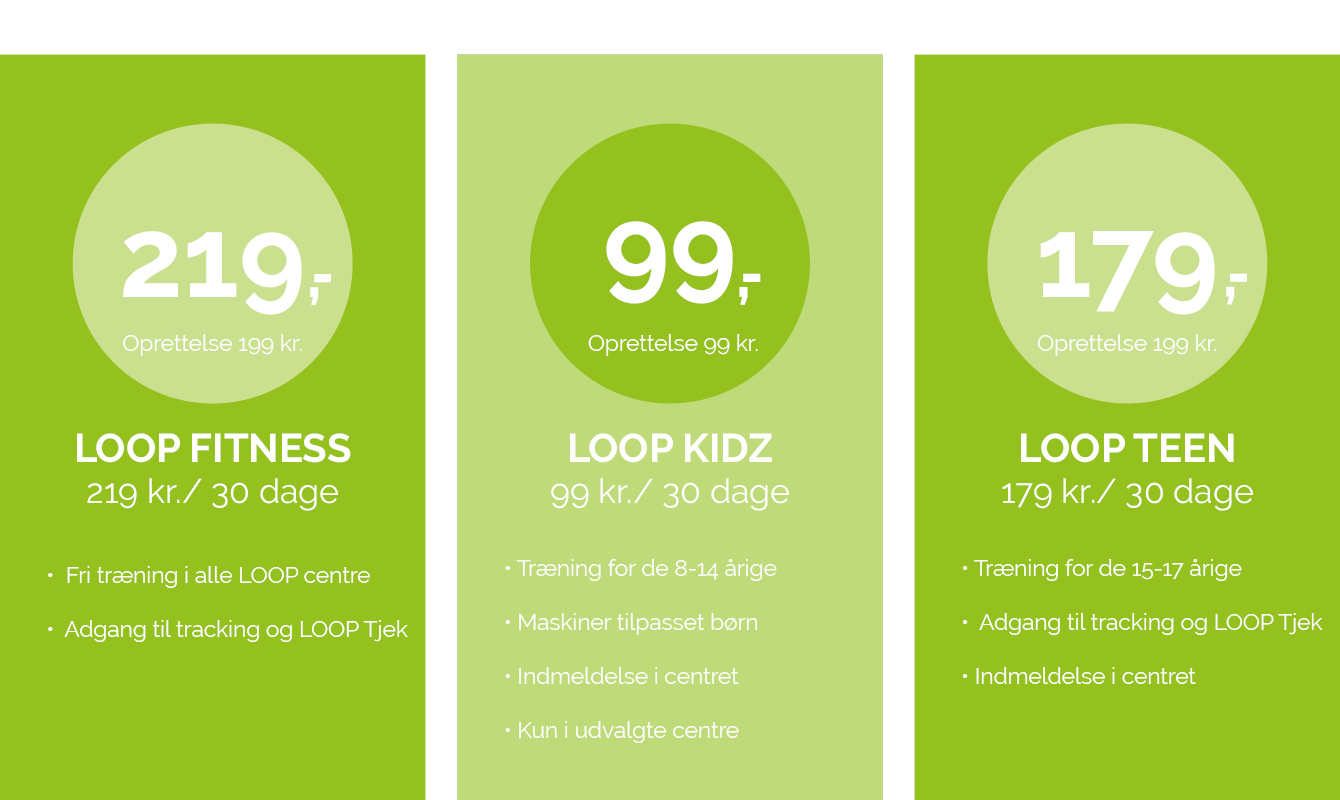 219,-
Oprettelse 199 kr.
LOOP FITNESS
219 kr./ 30 dage
• Fri træning i alle LOOP centre
• Adgang til tracking og LOOP Tjek
99,-
Oprettelse 99 kr.
LOOP KIDZ
99 kr./ 30 dage
• Træning for de 8-14 årige
• Maskiner tilpasset børn
• Indmeldelse i centret
• Kun i udvalgte centre
179,-
Oprettelse 199 kr.
LOOP TEEN
179 kr./ 30 dage
• Træning for de 15-17 årige
• Adgang til tracking og LOOP Tjek
• Indmeldelse i centret